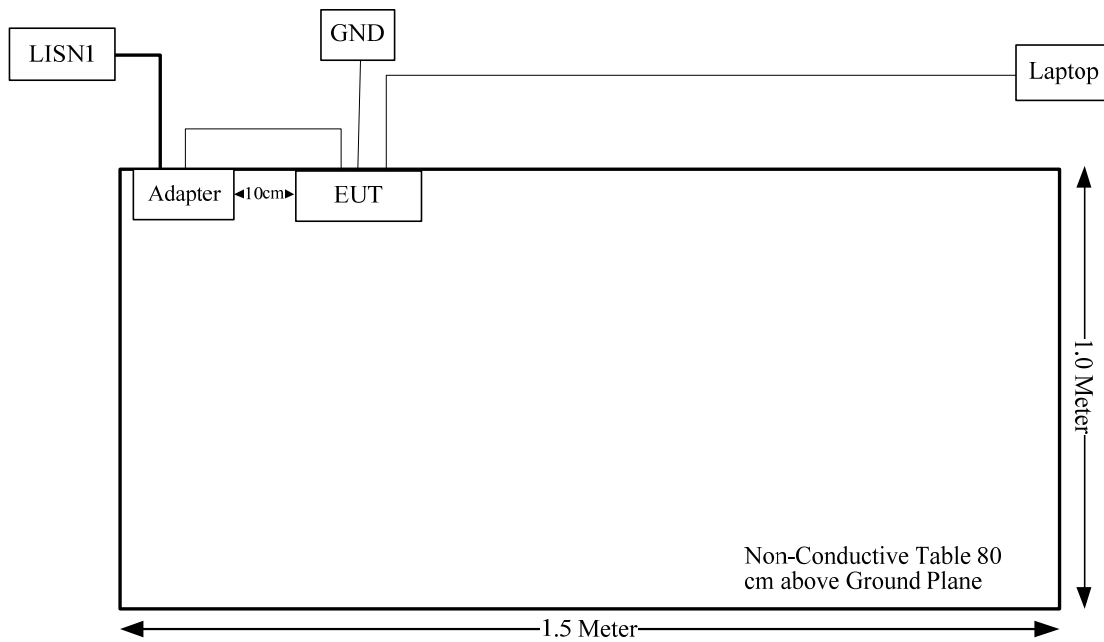 GND
LISN1
Laptop
Adapter
10cm
EUT
1.0 Meter
Non-Conductive Table 80
cm above Ground Plane
1.5 Meter